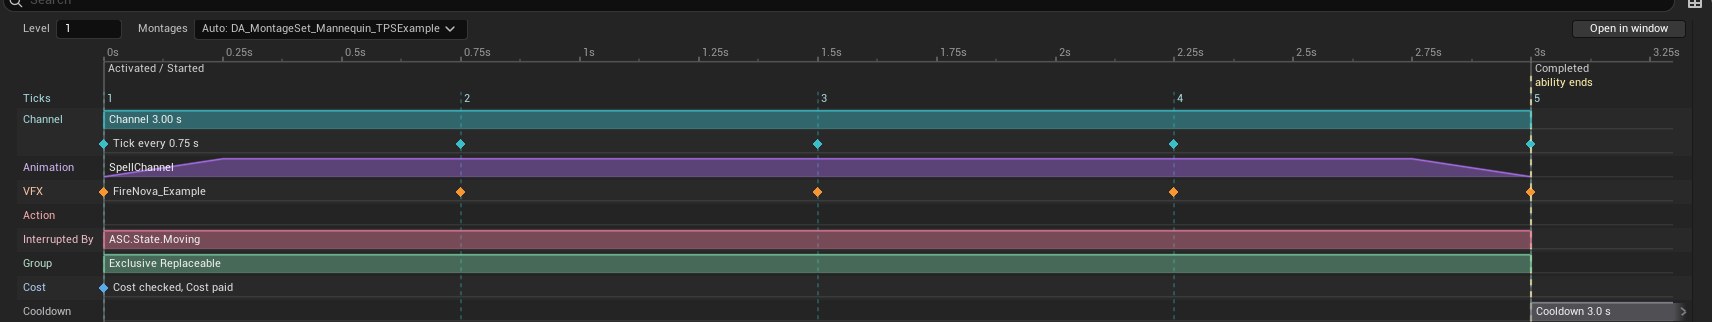 Search
Level 1 Montages Auto: DA_MontageSet_Mannequin_TPSExample Open in window
0s 0.25s 0.5s 0.75s 1s 1.25s 1.5s 1.75s 2s 2.25s 2.5s 2.75s 3s 3.25s
Activated / Started Completed
ability ends
Ticks 1 2 3 4 5
Channel Channel 3.00 s
Tick every 0.75 s
Animation SpellChannel
VFX FireNova_Example
Action
Interrupted By ASC.State.Moving
Group Exclusive Replaceable
Cost Cost checked, Cost paid
Cooldown Cooldown 3.0 s